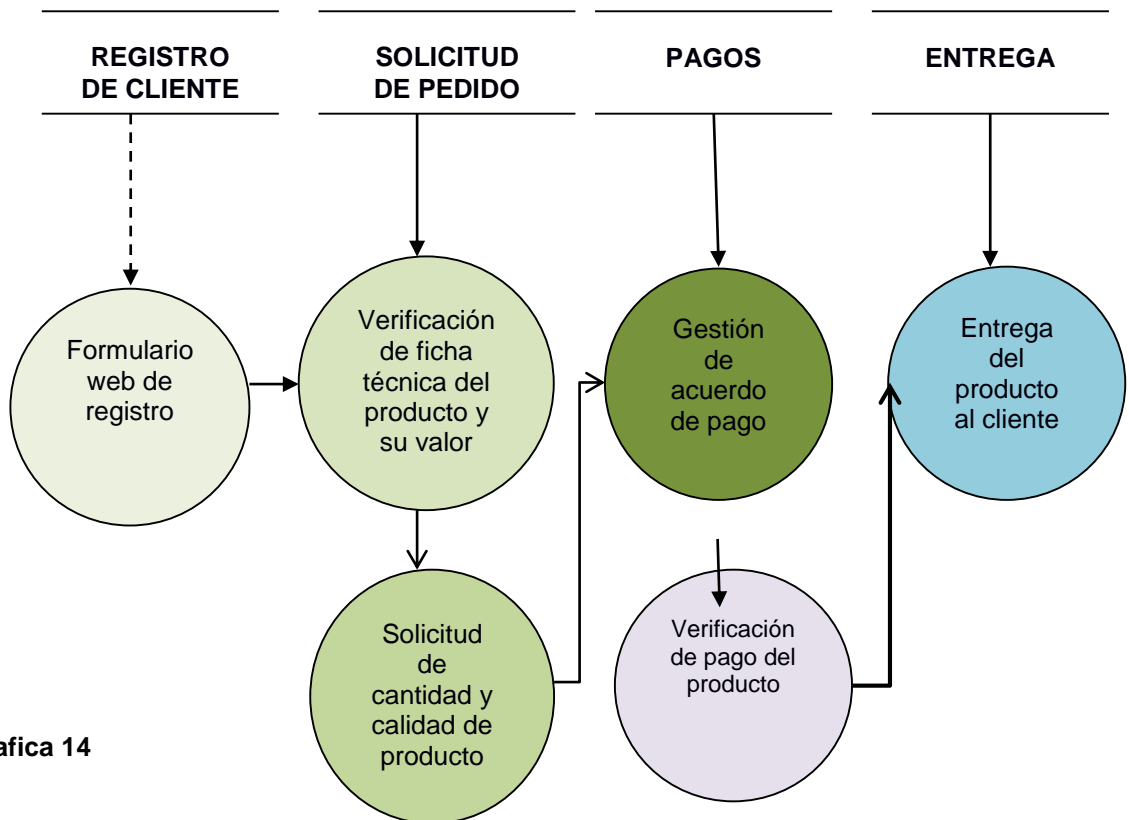 REGISTRO
DE CLIENTE
SOLICITUD
DE PEDIDO
PAGOS
ENTREGA
Formulario
web de
registro
Verificación
de ficha
técnica del
producto y
su valor
Gestión
de
acuerdo
de pago
Entrega
del
producto
al cliente
Solicitud
de
cantidad y
calidad de
producto
Verificación
de pago del
producto
afica 14